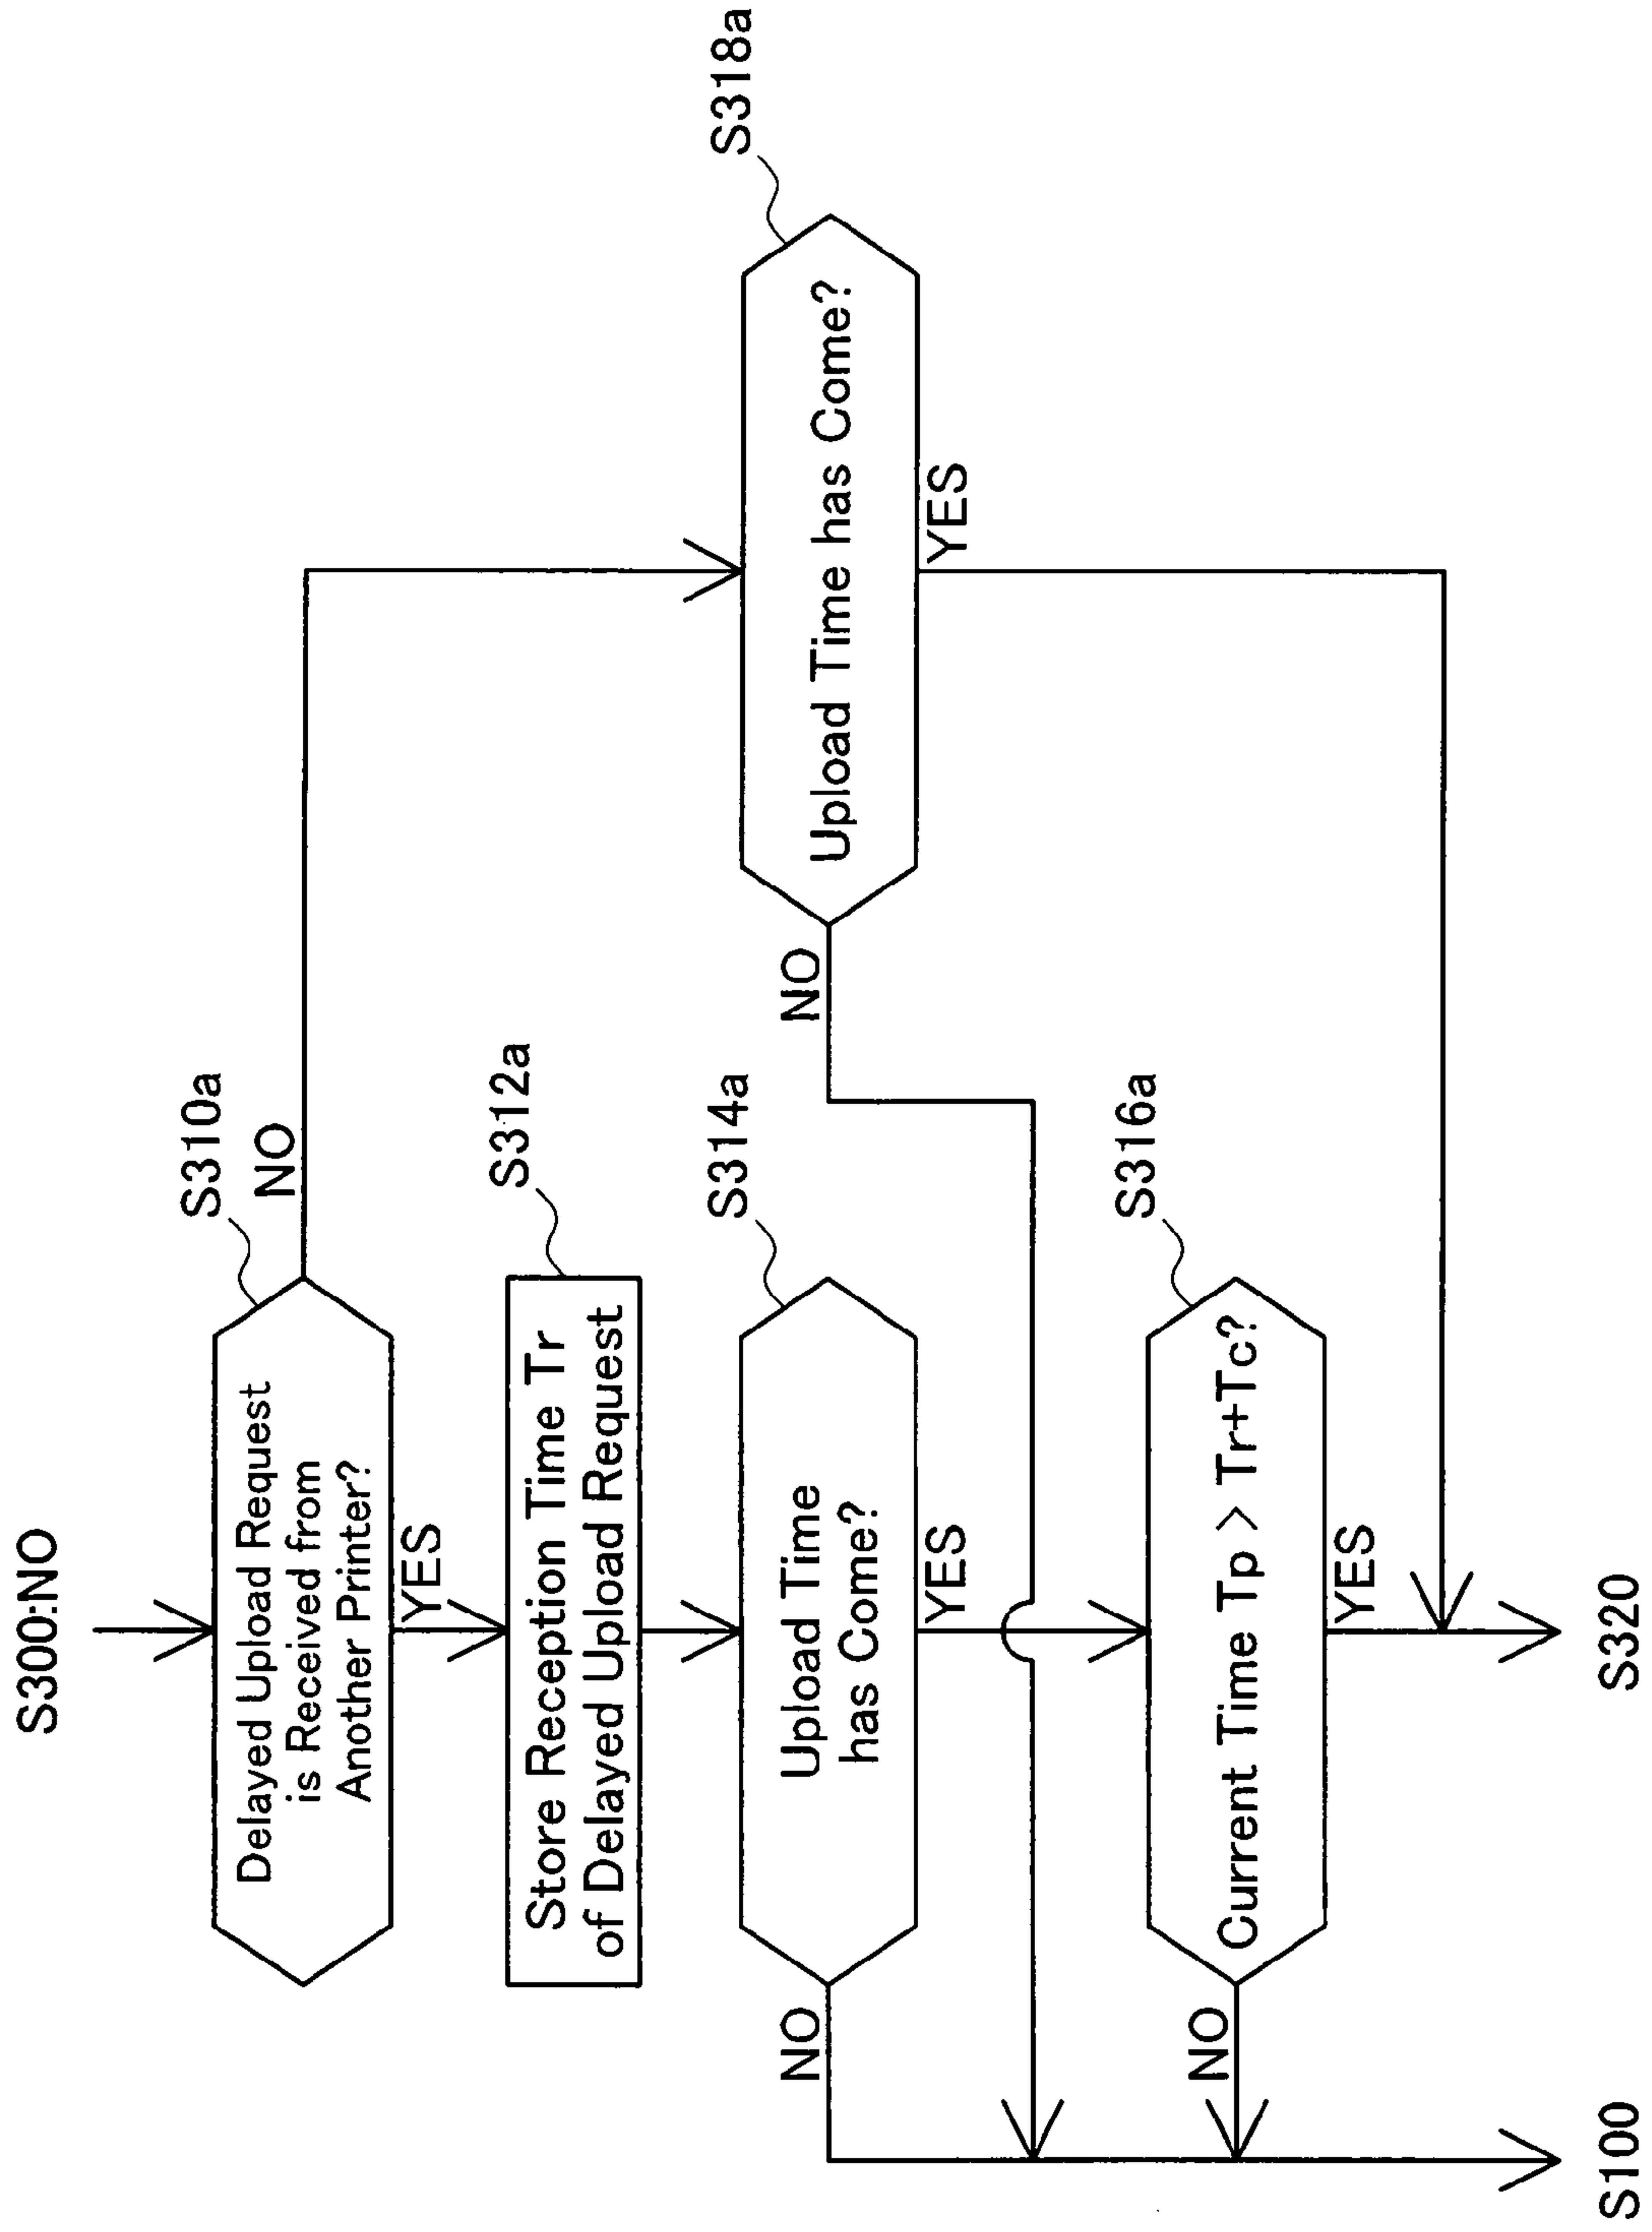 S300:NO
S310a
Delayed Upload Request
is Received from
Another Printer?
NO
YES
S312a
Store Reception Time Tr
of Delayed Upload Request
S314a
Upload Time
has Come?
NO
YES
S318a
Upload Time has Come?
NO
YES
S316a
Current Time Tp > Tr+Tc?
NO
YES
S100
S320